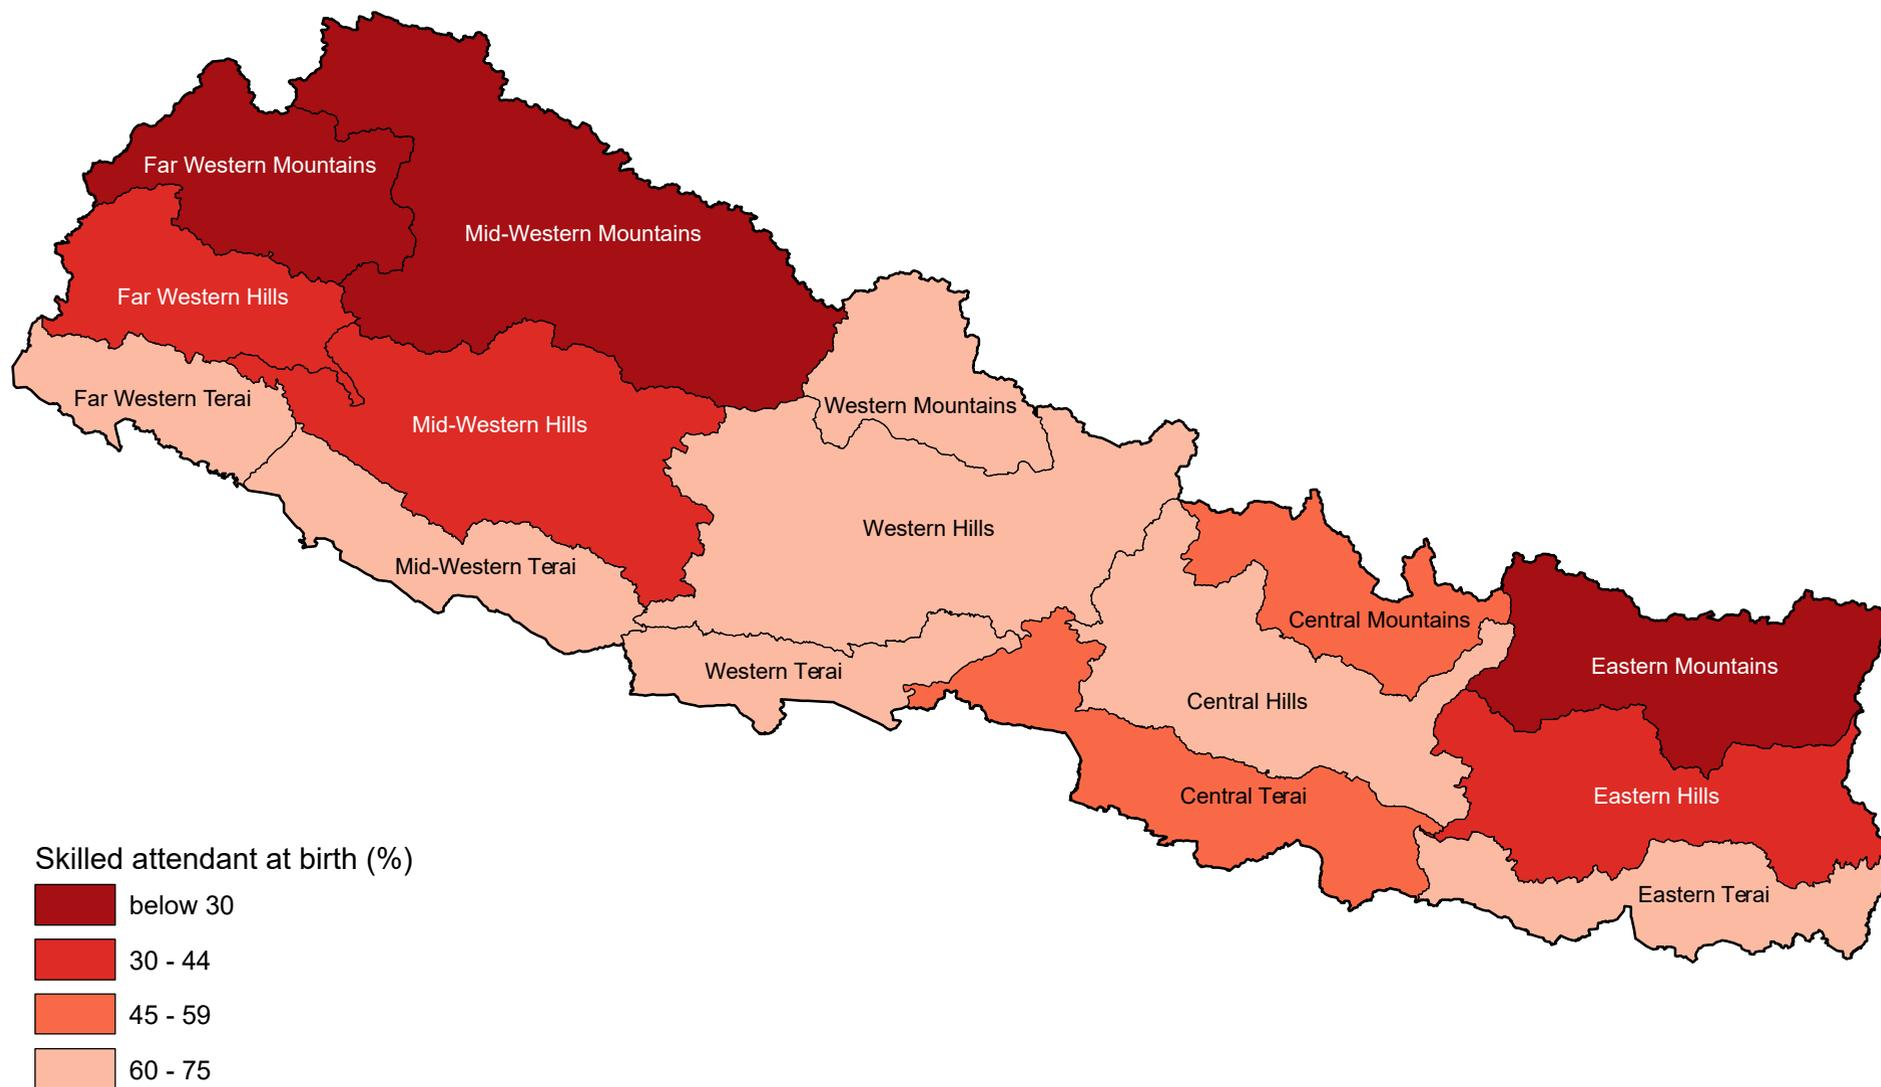 Far Western Mountains
Mid-Western Mountains
Far Western Hills
Far Western Terai
Western Mountains
Mid-Western Hills
Western Hills
Mid-Western Terai
Central Mountains
Eastern Mountains
Western Terai
Central Hills
Central Terai
Eastern Hills
Eastern Terai
Skilled attendant at birth (%)
below 30
30 - 44
45 - 59
60 - 75